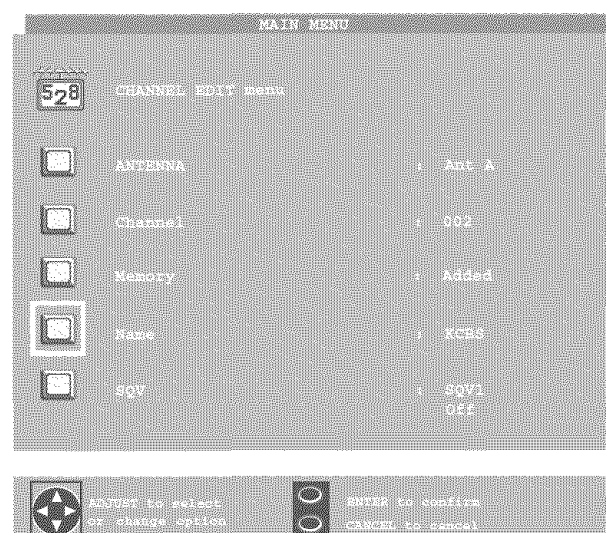 MAIN MENU
528
CHANNEL EDIT menu
ANTENNA : Ant A
Channel : 002
Memory : Added
Name : KCBS
SQV : SQV1
Off
ADJUST to select
or change option
ENTER to confirm
CANCEL to cancel